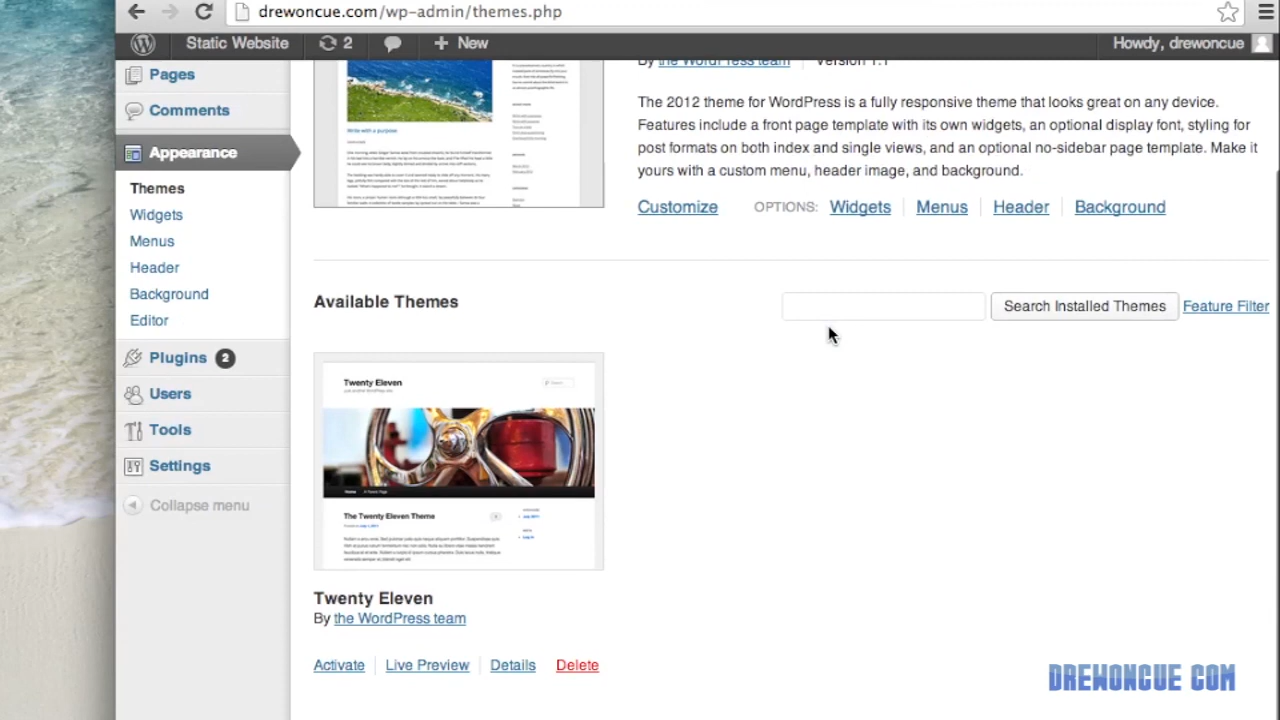 drewoncue.com/wp-admin/themes.php
Static Website
2
New
Howdy, drewoncue
Pages
Comments
Appearance
Themes
Widgets
Menus
Header
Background
Editor
Plugins 2
Users
Tools
Settings
Collapse menu
Write with a purpose
By the WordPress team
Version 1.1
The 2012 theme for WordPress is a fully responsive theme that looks great on any device.
Features include a front page template with its own widgets, an optional display font, styling for
post formats on both index and single views, and an optional no-sidebar page template. Make it
yours with a custom menu, header image, and background.
Customize OPTIONS: Widgets Menus Header Background
Available Themes
Search Installed Themes Feature Filter
Twenty Eleven
Search
Home
The Twenty Eleven Theme
Twenty Eleven
By the WordPress team
Activate Live Preview Details Delete
DREWONCUE COM